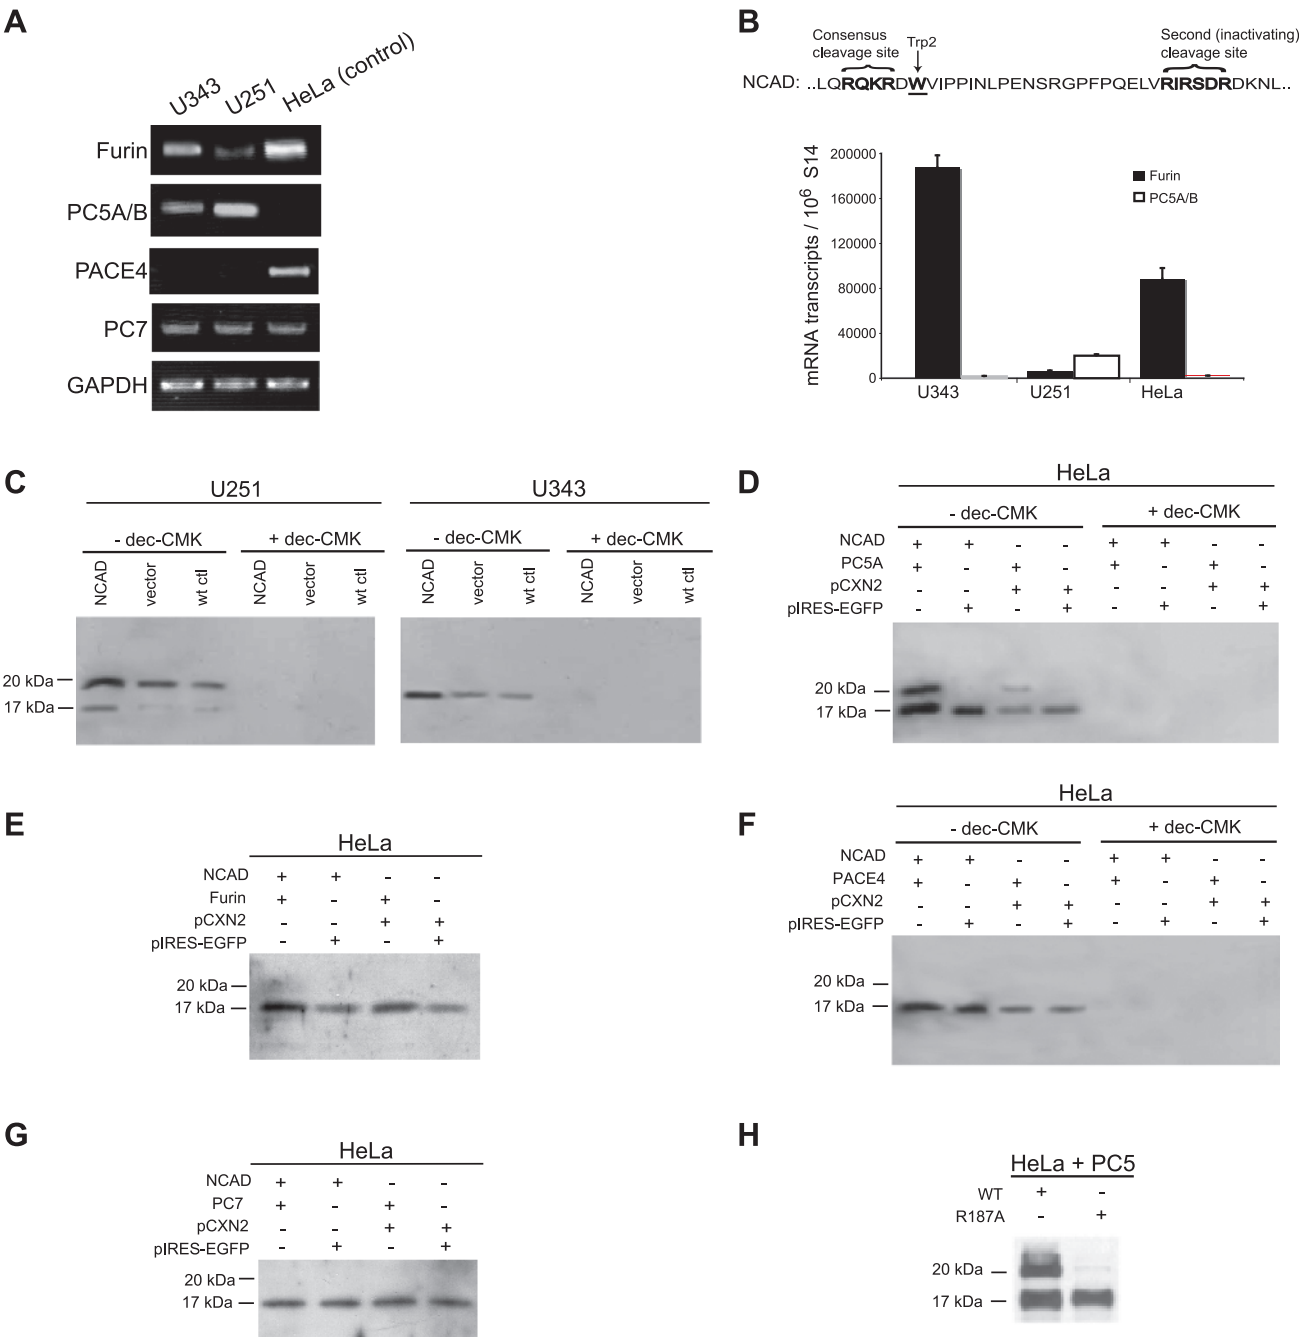 A
U343 U251 HeLa (control)
Furin
PC5A/B
PACE4
PC7
GAPDH
B
Consensus
cleavage site
Trp2
Second (inactivating)
cleavage site
NCAD: ..LQRQKRDWVIPPINLPENSRGPFPQELVRIRSDRDKNL..
mRNA transcripts / 10⁶ S14
200000
160000
120000
80000
40000
0
Furin
PC5A/B
U343 U251 HeLa
C
U251 U343
- dec-CMK + dec-CMK - dec-CMK + dec-CMK
NCAD vector wt ctl NCAD vector wt ctl NCAD vector wt ctl NCAD vector wt ctl
20 kDa
17 kDa
D
HeLa
- dec-CMK + dec-CMK
NCAD + + - - + + - -
PC5A + - + - + - + -
pCXN2 - - + + - - + +
pIRES-EGFP - + - + - + - +
20 kDa
17 kDa
E
HeLa
NCAD + + - -
Furin + - + -
pCXN2 - - + +
pIRES-EGFP - + - +
20 kDa
17 kDa
F
HeLa
- dec-CMK + dec-CMK
NCAD + + - - + + - -
PACE4 + - + - + - + -
pCXN2 - - + + - - + +
pIRES-EGFP - + - + - + - +
20 kDa
17 kDa
G
HeLa
NCAD + + - -
PC7 + - + -
pCXN2 - - + +
pIRES-EGFP - + - +
20 kDa
17 kDa
H
HeLa + PC5
WT + -
R187A - +
20 kDa
17 kDa